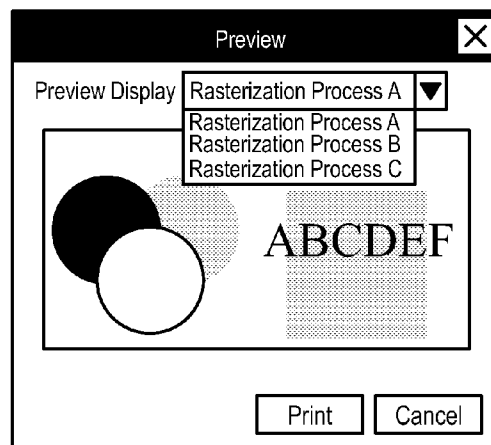 Preview
Preview Display Rasterization Process A
Rasterization Process A
Rasterization Process B
Rasterization Process C
ABCDEF
Print Cancel